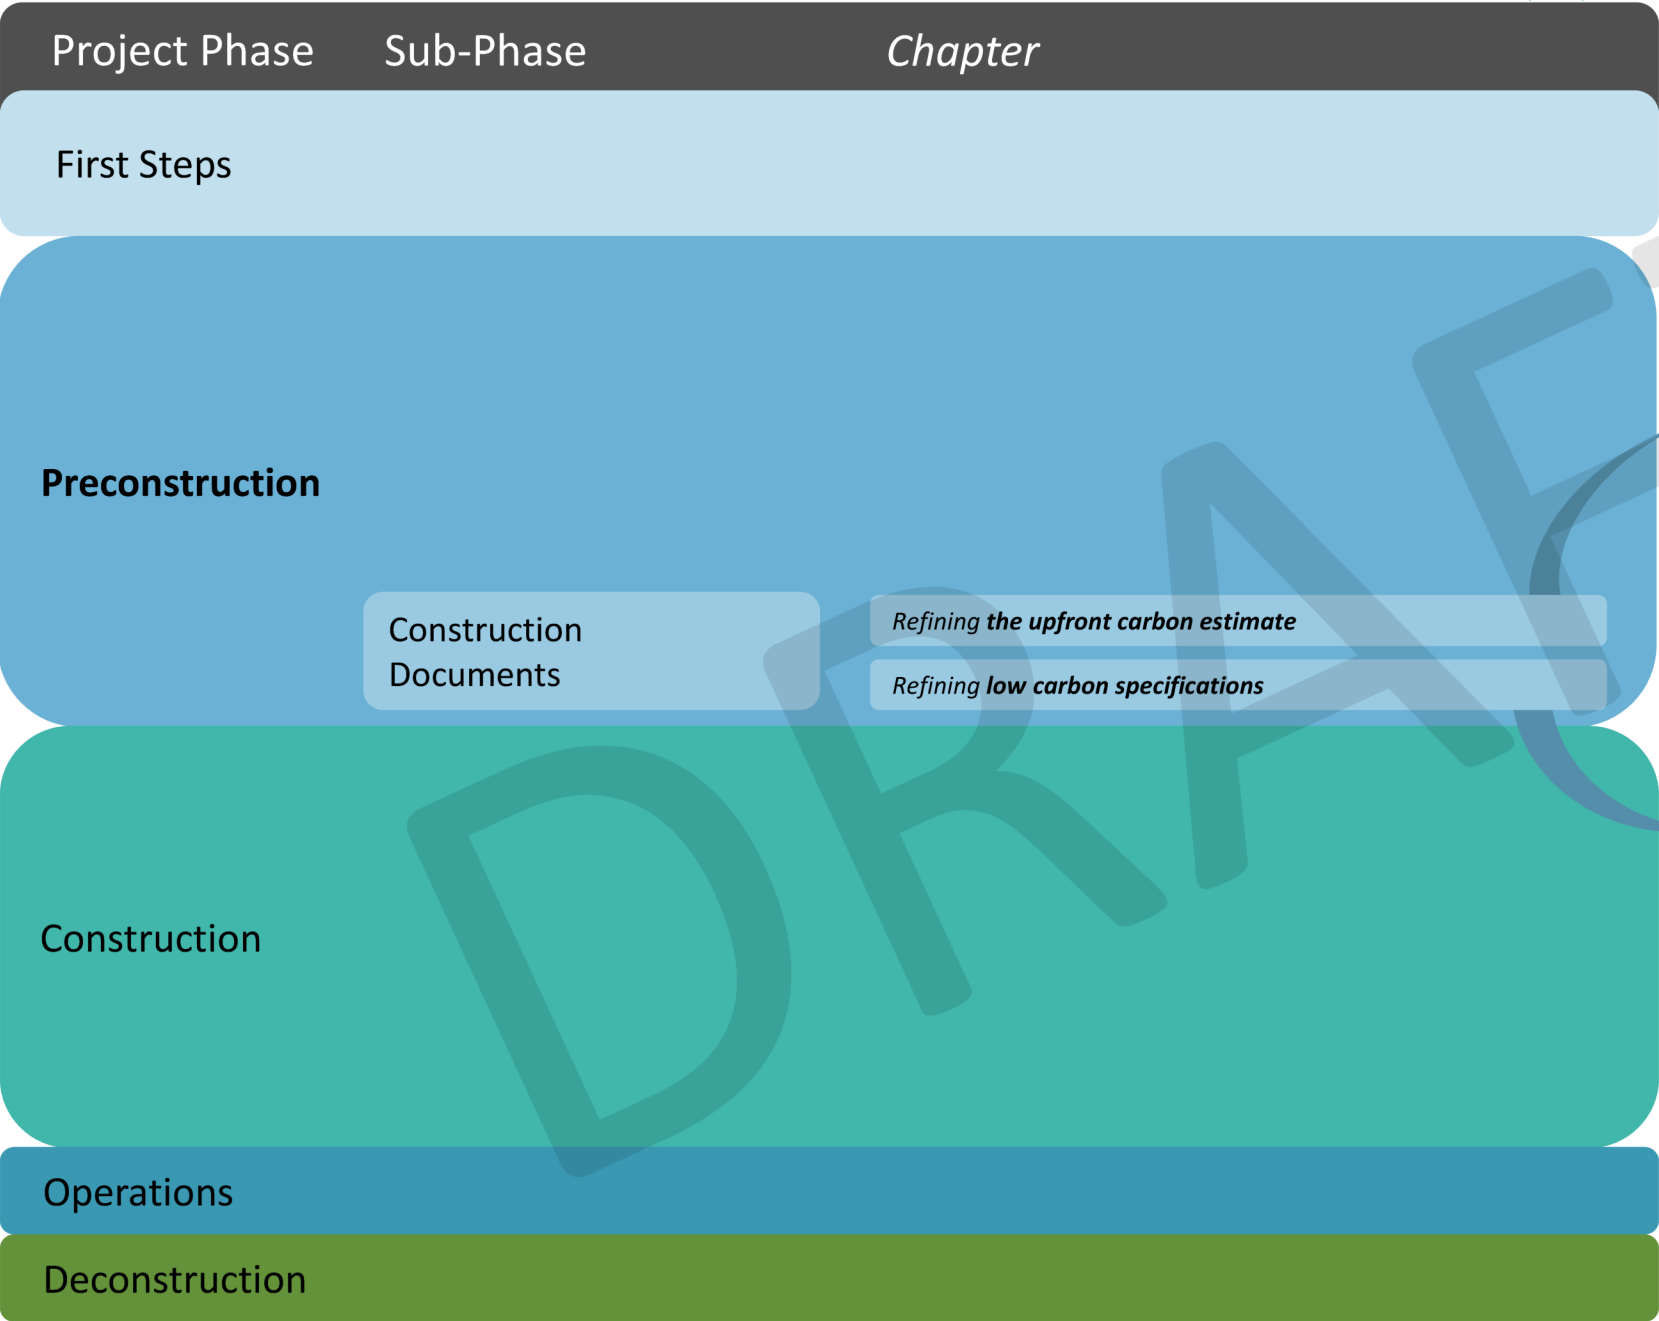 Project Phase Sub-Phase Chapter
First Steps
Preconstruction
Construction
Documents
Refining the upfront carbon estimate
Refining low carbon specifications
Construction
Operations
Deconstruction
DRAF